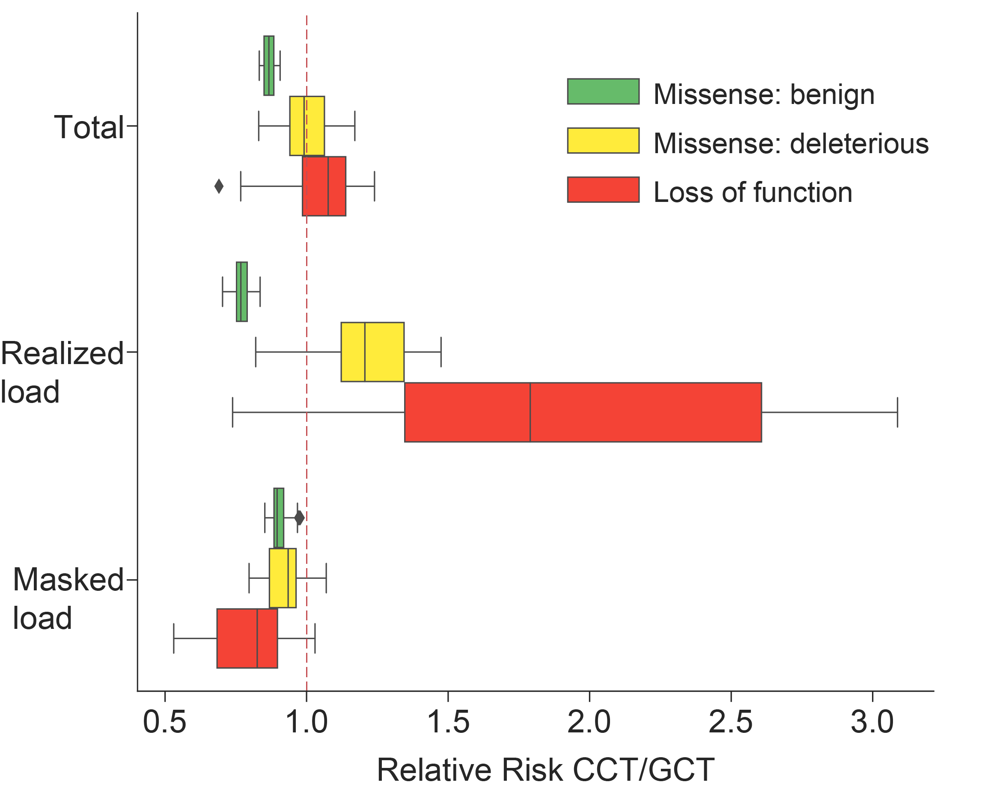 Missense: benign
Total
Missense: deleterious
Loss of function
Realized
load
Masked
load
0.5 1.0 1.5 2.0 2.5 3.0
Relative Risk CCT/GCT